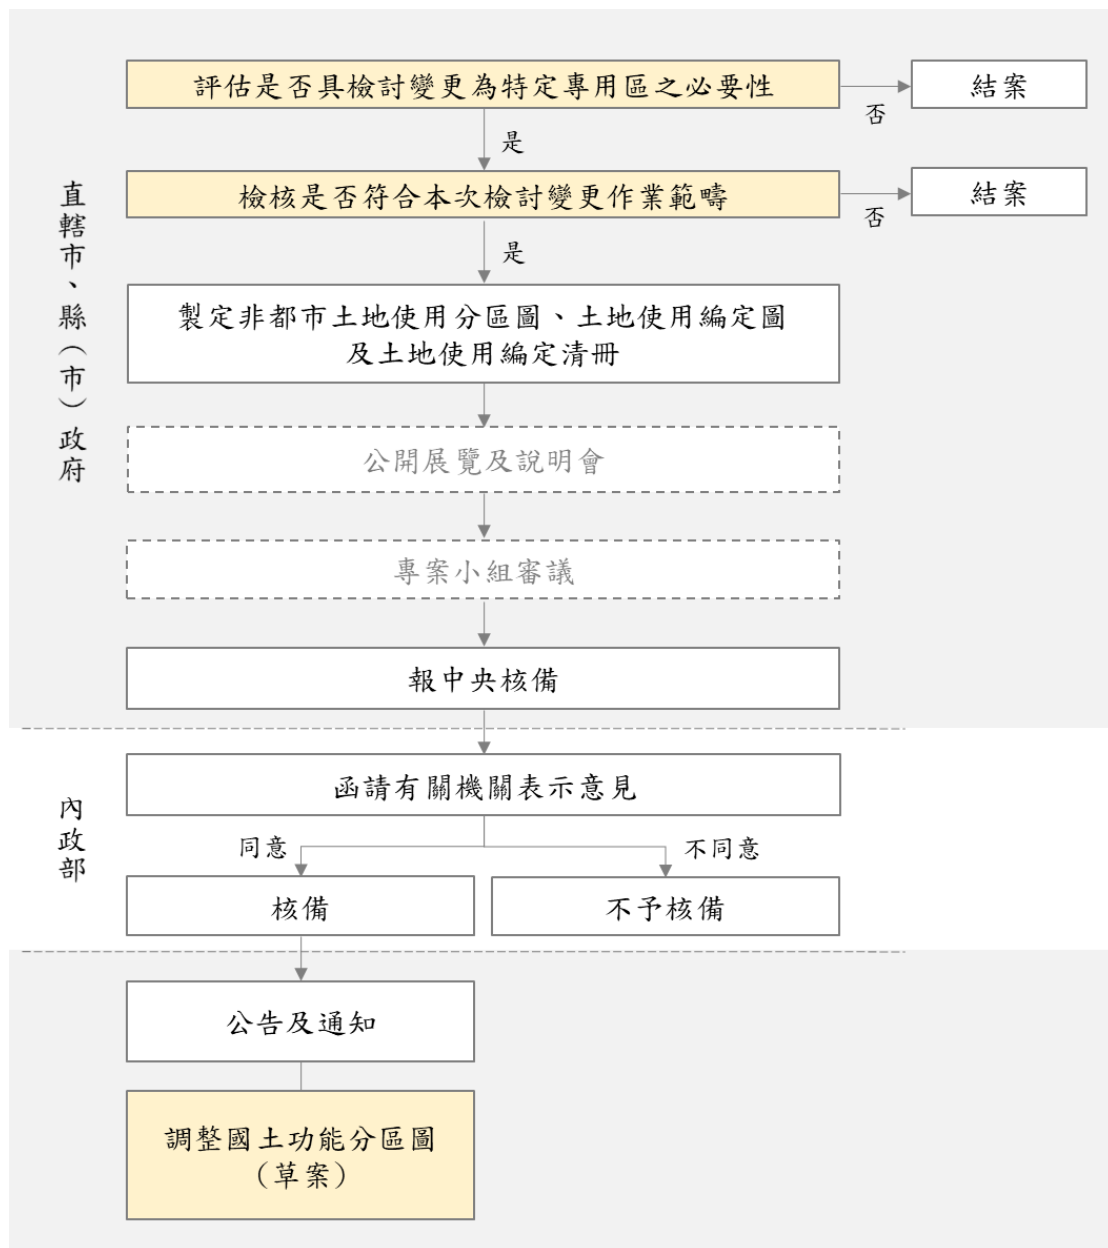 評估是否具檢討變更為特定專用區之必要性
否
結案
是
檢核是否符合本次檢討變更作業範疇
否
結案
是
直轄市、縣（市）政府
製定非都市土地使用分區圖、土地使用編定圖
及土地使用編定清冊
公開展覽及說明會
專案小組審議
報中央核備
內政部
函請有關機關表示意見
同意
不同意
核備
不予核備
公告及通知
調整國土功能分區圖
（草案）